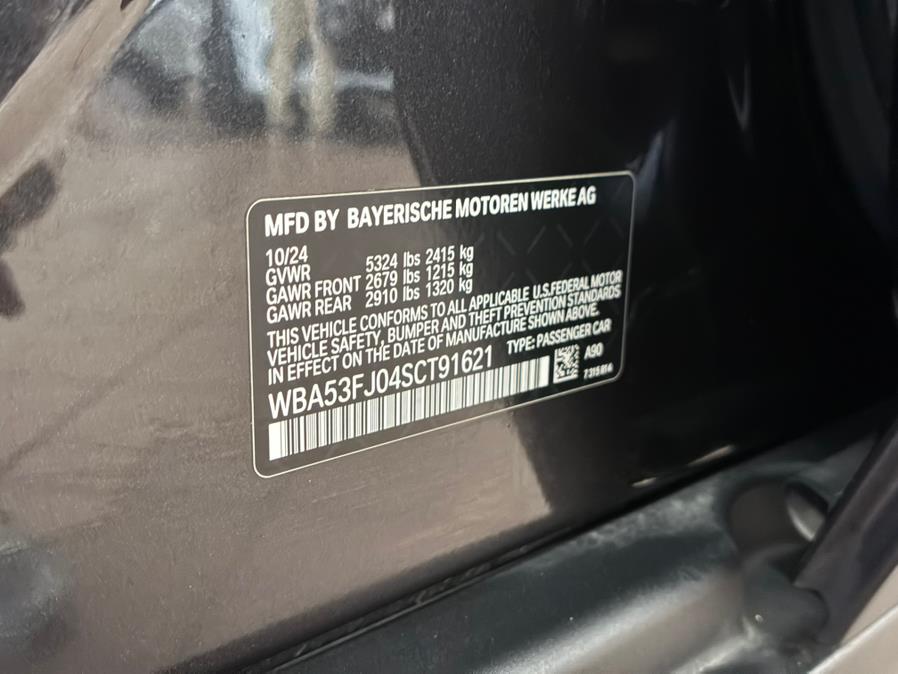 MFD BY BAYERISCHE MOTOREN WERKE AG
10/24
GVWR 5324 lbs 2415 kg
GAWR FRONT 2679 lbs 1215 kg
GAWR REAR 2910 lbs 1320 kg
THIS VEHICLE CONFORMS TO ALL APPLICABLE U.S.FEDERAL MOTOR
VEHICLE SAFETY, BUMPER AND THEFT PREVENTION STANDARDS
IN EFFECT ON THE DATE OF MANUFACTURE SHOWN ABOVE.
TYPE: PASSENGER CAR
WBA53FJ04SCT91621
A90